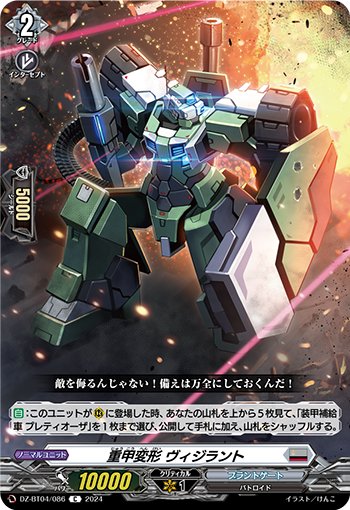 2
グレード
インターセプト
5000
シールド
敵を侮るんじゃない！備えは万全にしておくんだ！
自:このユニットがRに登場した時、あなたの山札を上から５枚見て、「装甲補給
車 ブレティオーザ」を１枚まで選び、公開して手札に加え、山札をシャッフルする。
ノーマルユニット
重甲変形 ヴィジラント
パワー 10000
クリティカル
1
ブラントゲート
バトロイド
DZ-BT04/086 C 2024
イラスト/けんこ